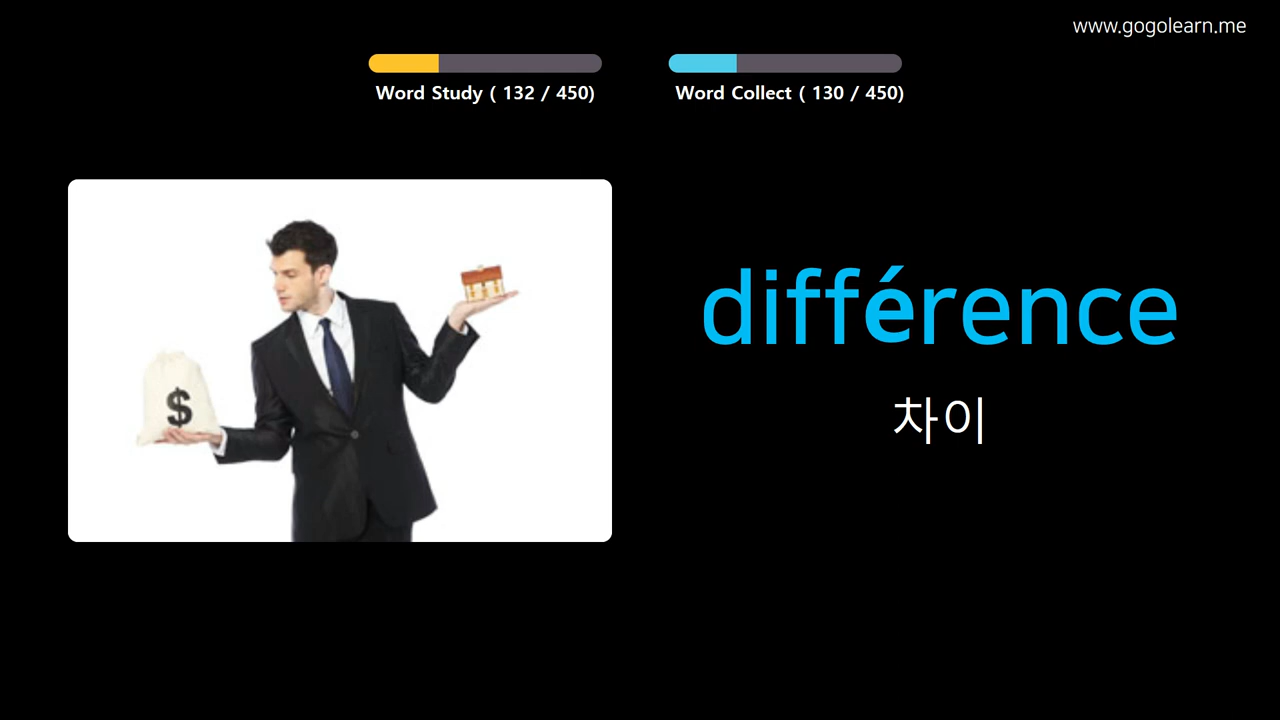 www.gogolearn.me
Word Study ( 132 / 450)
Word Collect ( 130 / 450)
$
différence
차이